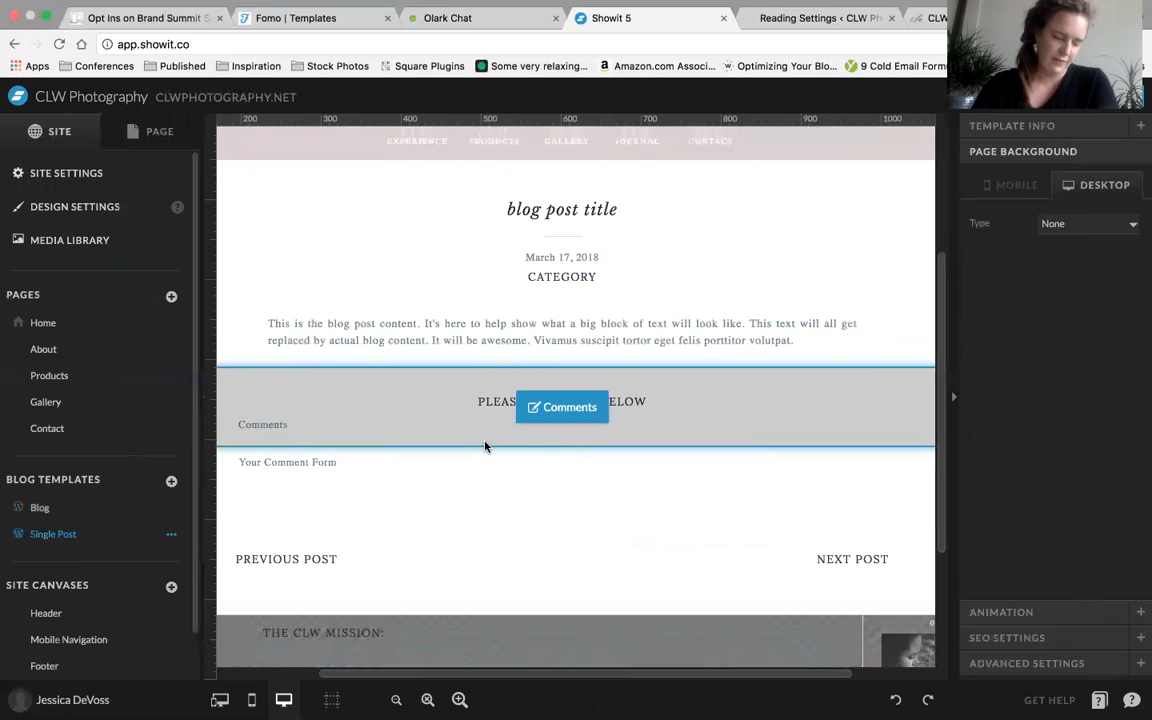 Opt Ins on Brand Summit S
Fomo | Templates
Olark Chat
Showit 5
Reading Settings ‹ CLW Ph
CLW
app.showit.co
Apps
Conferences
Published
Inspiration
Stock Photos
Square Plugins
Some very relaxing...
Amazon.com Associ...
Optimizing Your Blo...
9 Cold Email Form
CLW Photography
CLWPHOTOGRAPHY.NET
SITE
PAGE
SITE SETTINGS
DESIGN SETTINGS
MEDIA LIBRARY
PAGES
Home
About
Products
Gallery
Contact
BLOG TEMPLATES
Blog
Single Post
SITE CANVASES
Header
Mobile Navigation
Footer
Jessica DeVoss
200 300 400 500 600 700 800 900 1000
EXPERIENCE PRODUCTS GALLERY JOURNAL CONTACT
blog post title
March 17, 2018
CATEGORY
This is the blog post content. It's here to help show what a big block of text will look like. This text will all get
replaced by actual blog content. It will be awesome. Vivamus suscipit tortor eget felis porttitor volutpat.
PLEAS
ELOW
Comments
Comments
Your Comment Form
PREVIOUS POST
NEXT POST
THE CLW MISSION:
TEMPLATE INFO
PAGE BACKGROUND
MOBILE
DESKTOP
Type
None
ANIMATION
SEO SETTINGS
ADVANCED SETTINGS
GET HELP